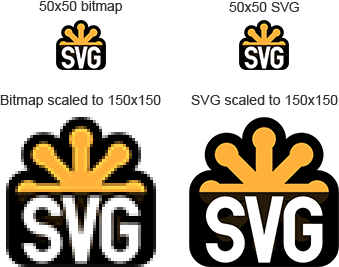 50x50 bitmap
50x50 SVG
SVG
SVG
Bitmap scaled to 150x150
SVG scaled to 150x150
SVG
SVG